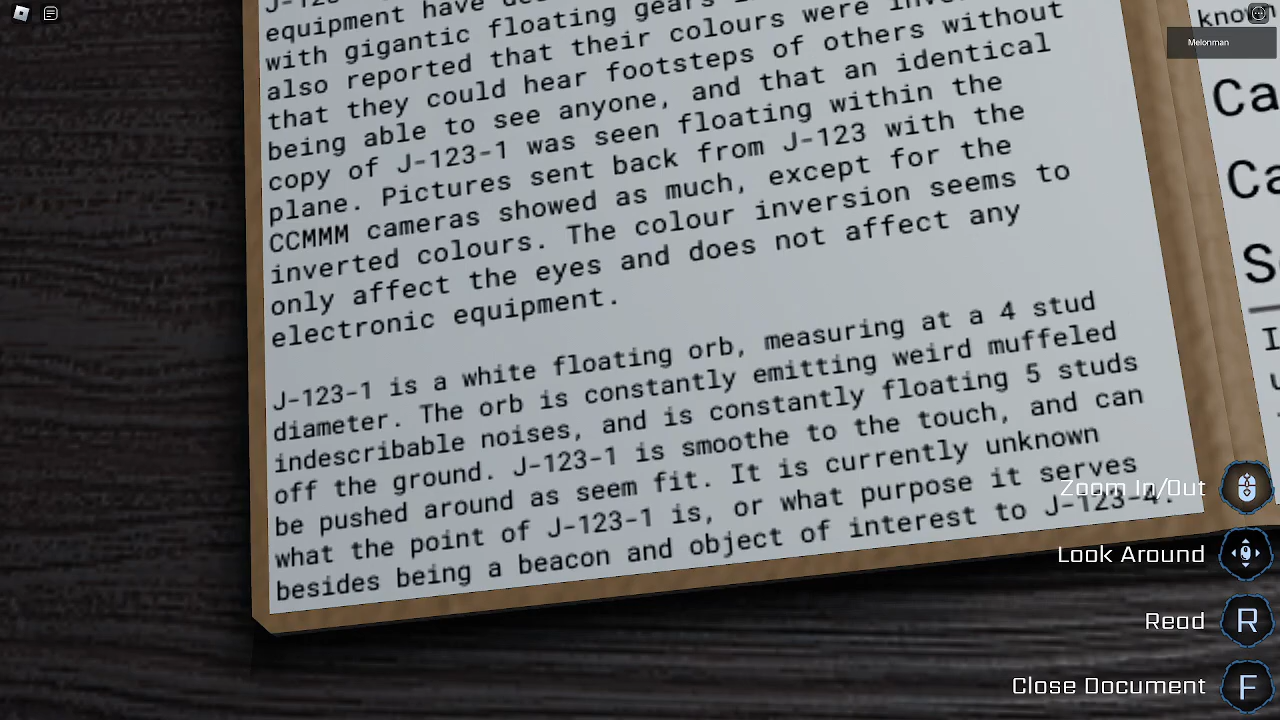 equipment have
with gigantic floating gears
also reported that their colours were
that they could hear footsteps of others without
being able to see anyone, and that an identical
copy of J-123-1 was seen floating within the
plane. Pictures sent back from J-123 with the
CCMMM cameras showed as much, except for the
inverted colours. The colour inversion seems to
only affect the eyes and does not affect any
electronic equipment.
J-123-1 is a white floating orb, measuring at a 4 stud
diameter. The orb is constantly emitting weird muffeled
indescribable noises, and is constantly floating 5 studs
off the ground. J-123-1 is smoothe to the touch, and can
be pushed around as seem fit. It is currently unknown
what the point of J-123-1 is, or what purpose it serves
besides being a beacon and object of interest to J-123-4.
Ca
Ca
Melonman
Zoom In/Out
Look Around
Read R
Close Document F